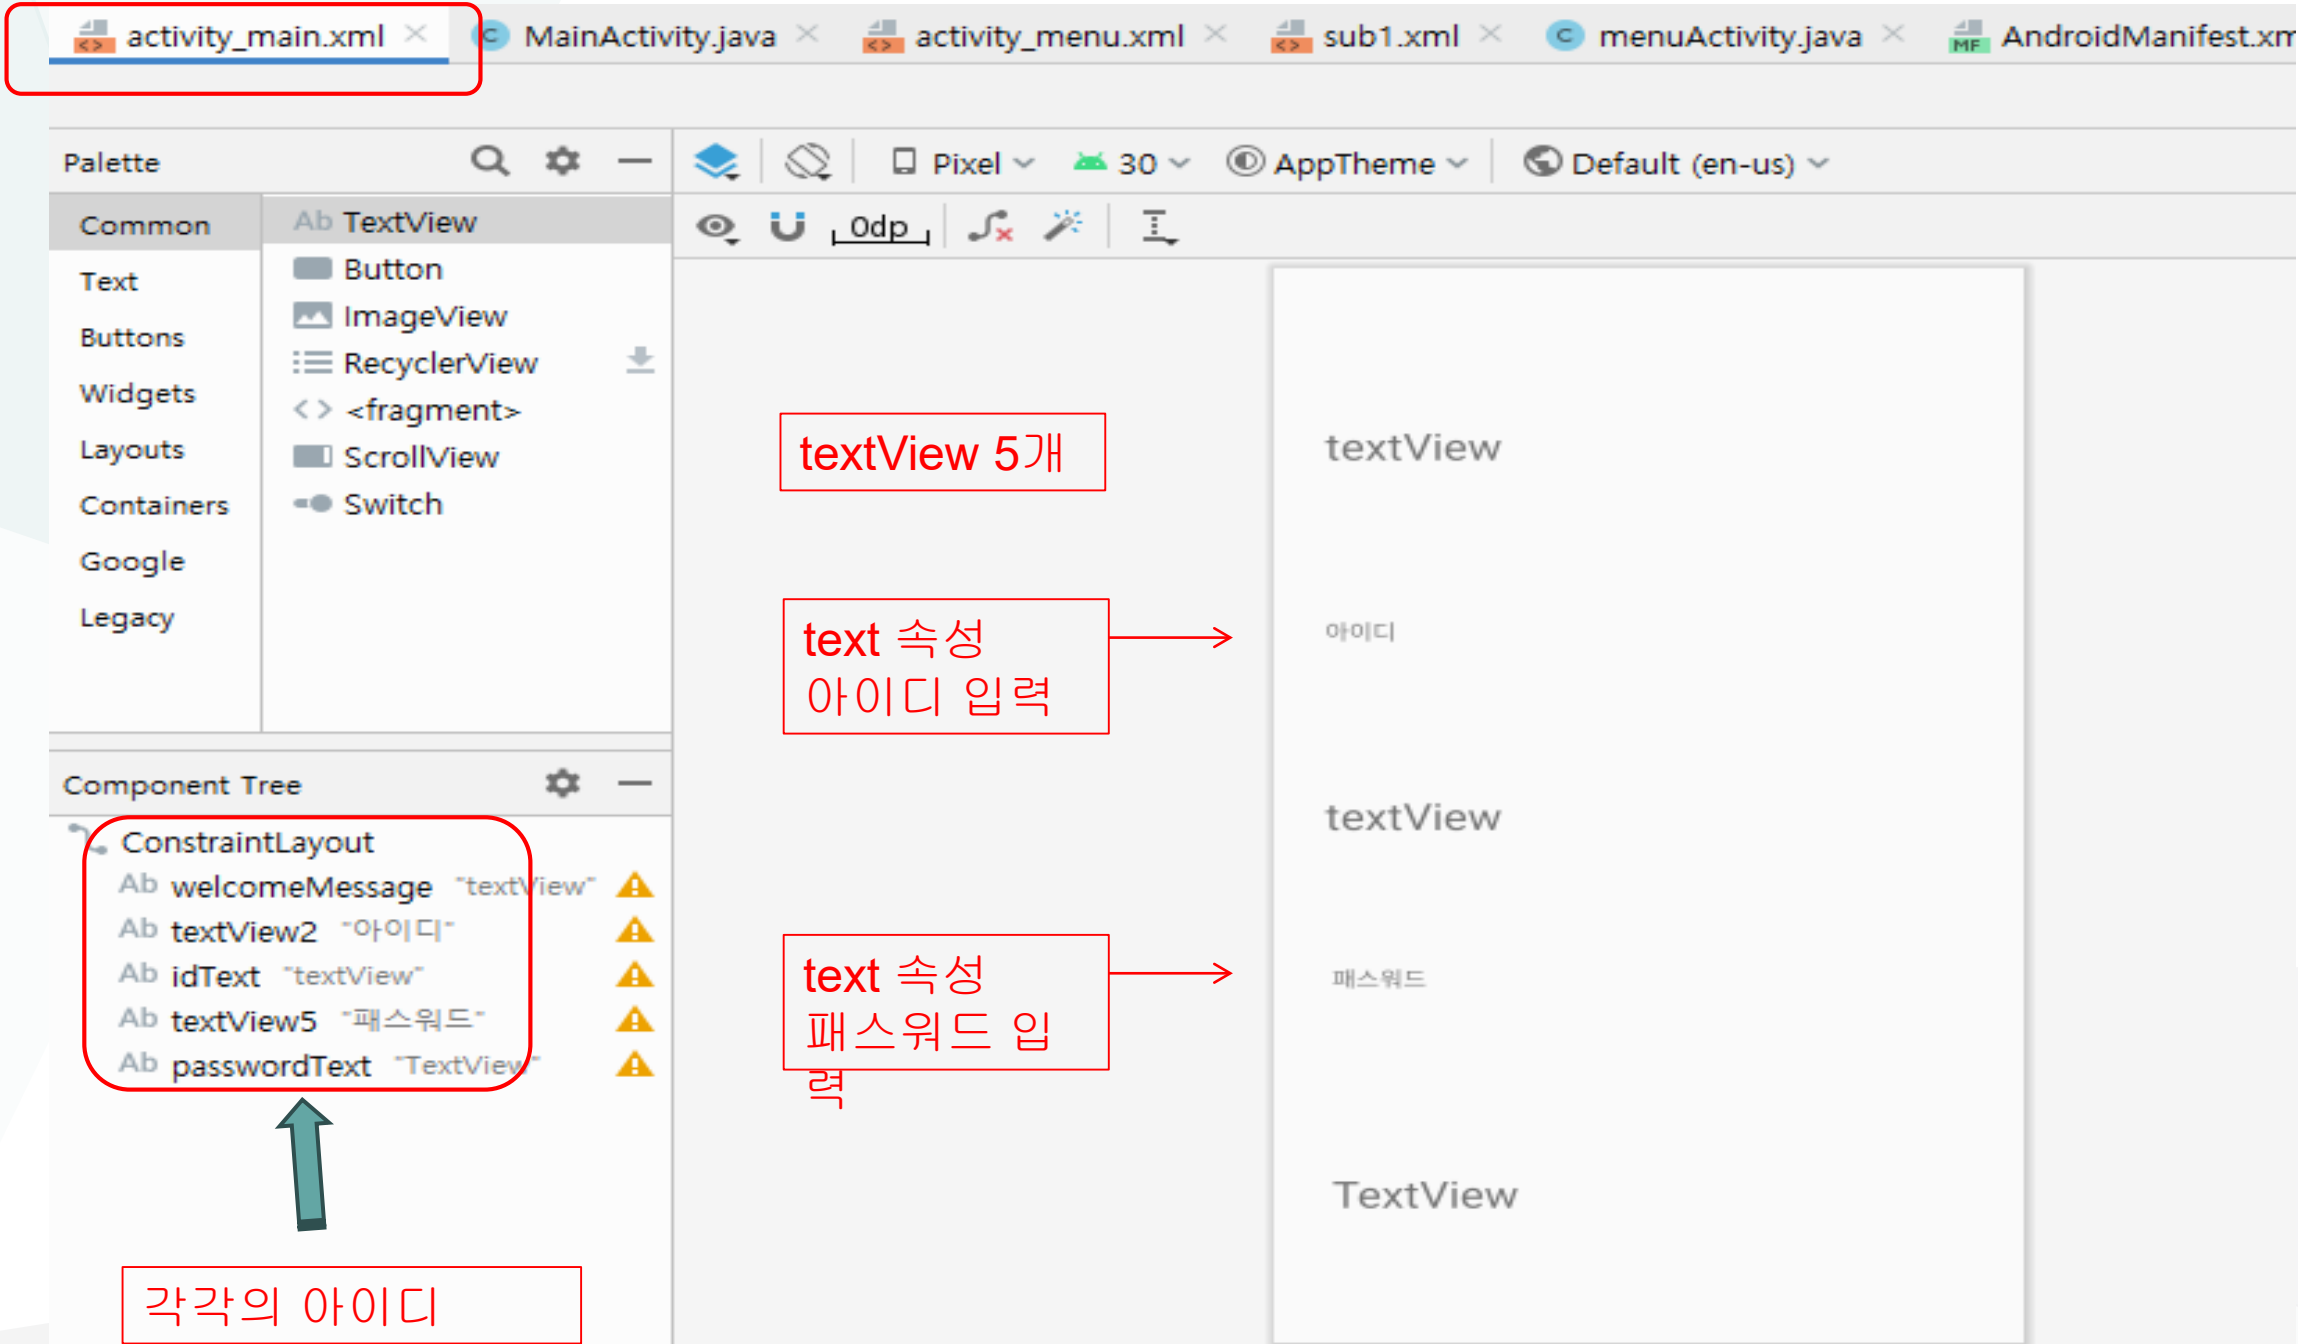 activity_main.xml MainActivity.java activity_menu.xml sub1.xml menuActivity.java AndroidManifest.xm
Palette
Pixel 30 AppTheme Default (en-us)
Common
Text
Buttons
Widgets
Layouts
Containers
Google
Legacy
Ab TextView
Button
ImageView
RecyclerView
<> <fragment>
ScrollView
Switch
0dp
textView 5개
text 속성
아이디 입력
text 속성
패스워드 입
력
textView
아이디
textView
패스워드
TextView
Component Tree
ConstraintLayout
Ab welcomeMessage "textView"
Ab textView2 "아이디"
Ab idText "textView"
Ab textView5 "패스워드"
Ab passwordText "TextView"
각각의 아이디